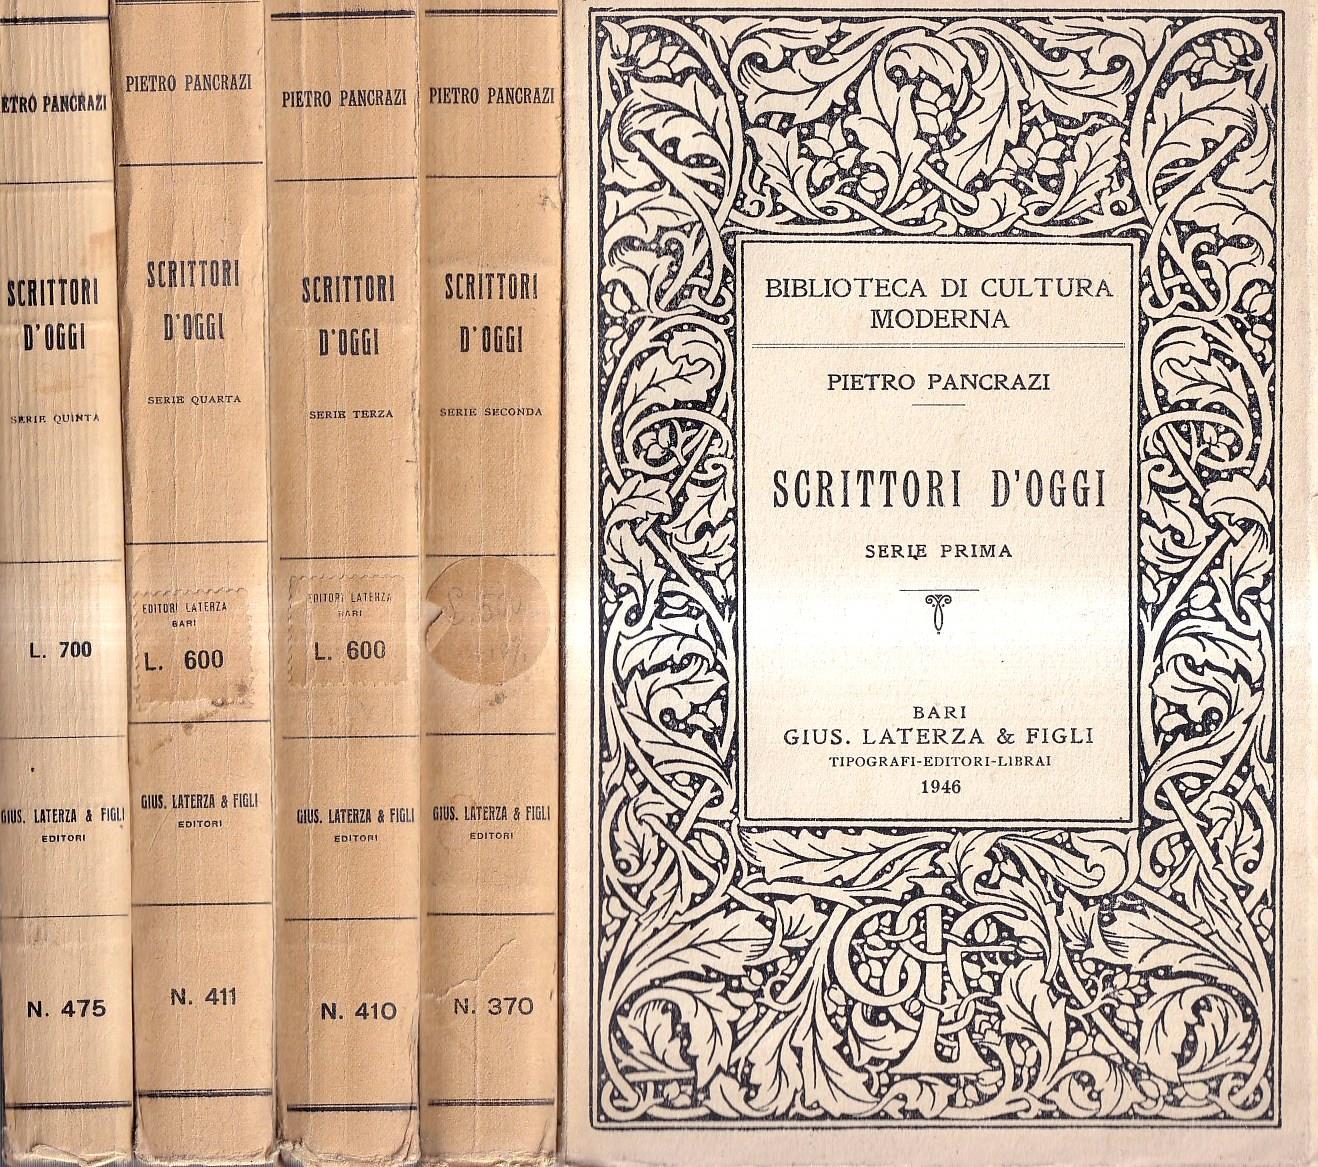 PIETRO PANCRAZI
SCRITTORI
D'OGGI
SERIE QUINTA
L. 700
GIUS. LATERZA & FIGLI
EDITORI
N. 475
PIETRO PANCRAZI
SCRITTORI
D'OGGI
SERIE QUARTA
EDITORI LATERZA
BARI
L. 600
GIUS. LATERZA & FIGLI
EDITORI
N. 411
PIETRO PANCRAZI
SCRITTORI
D'OGGI
SERIE TERZA
EDITORI LATERZA
BARI
L. 600
GIUS. LATERZA & FIGLI
EDITORI
N. 410
PIETRO PANCRAZI
SCRITTORI
D'OGGI
SERIE SECONDA
GIUS. LATERZA & FIGLI
EDITORI
N. 370
BIBLIOTECA DI CULTURA
MODERNA
PIETRO PANCRAZI
SCRITTORI D'OGGI
SERIE PRIMA
BARI
GIUS. LATERZA & FIGLI
TIPOGRAFI-EDITORI-LIBRAI
1946